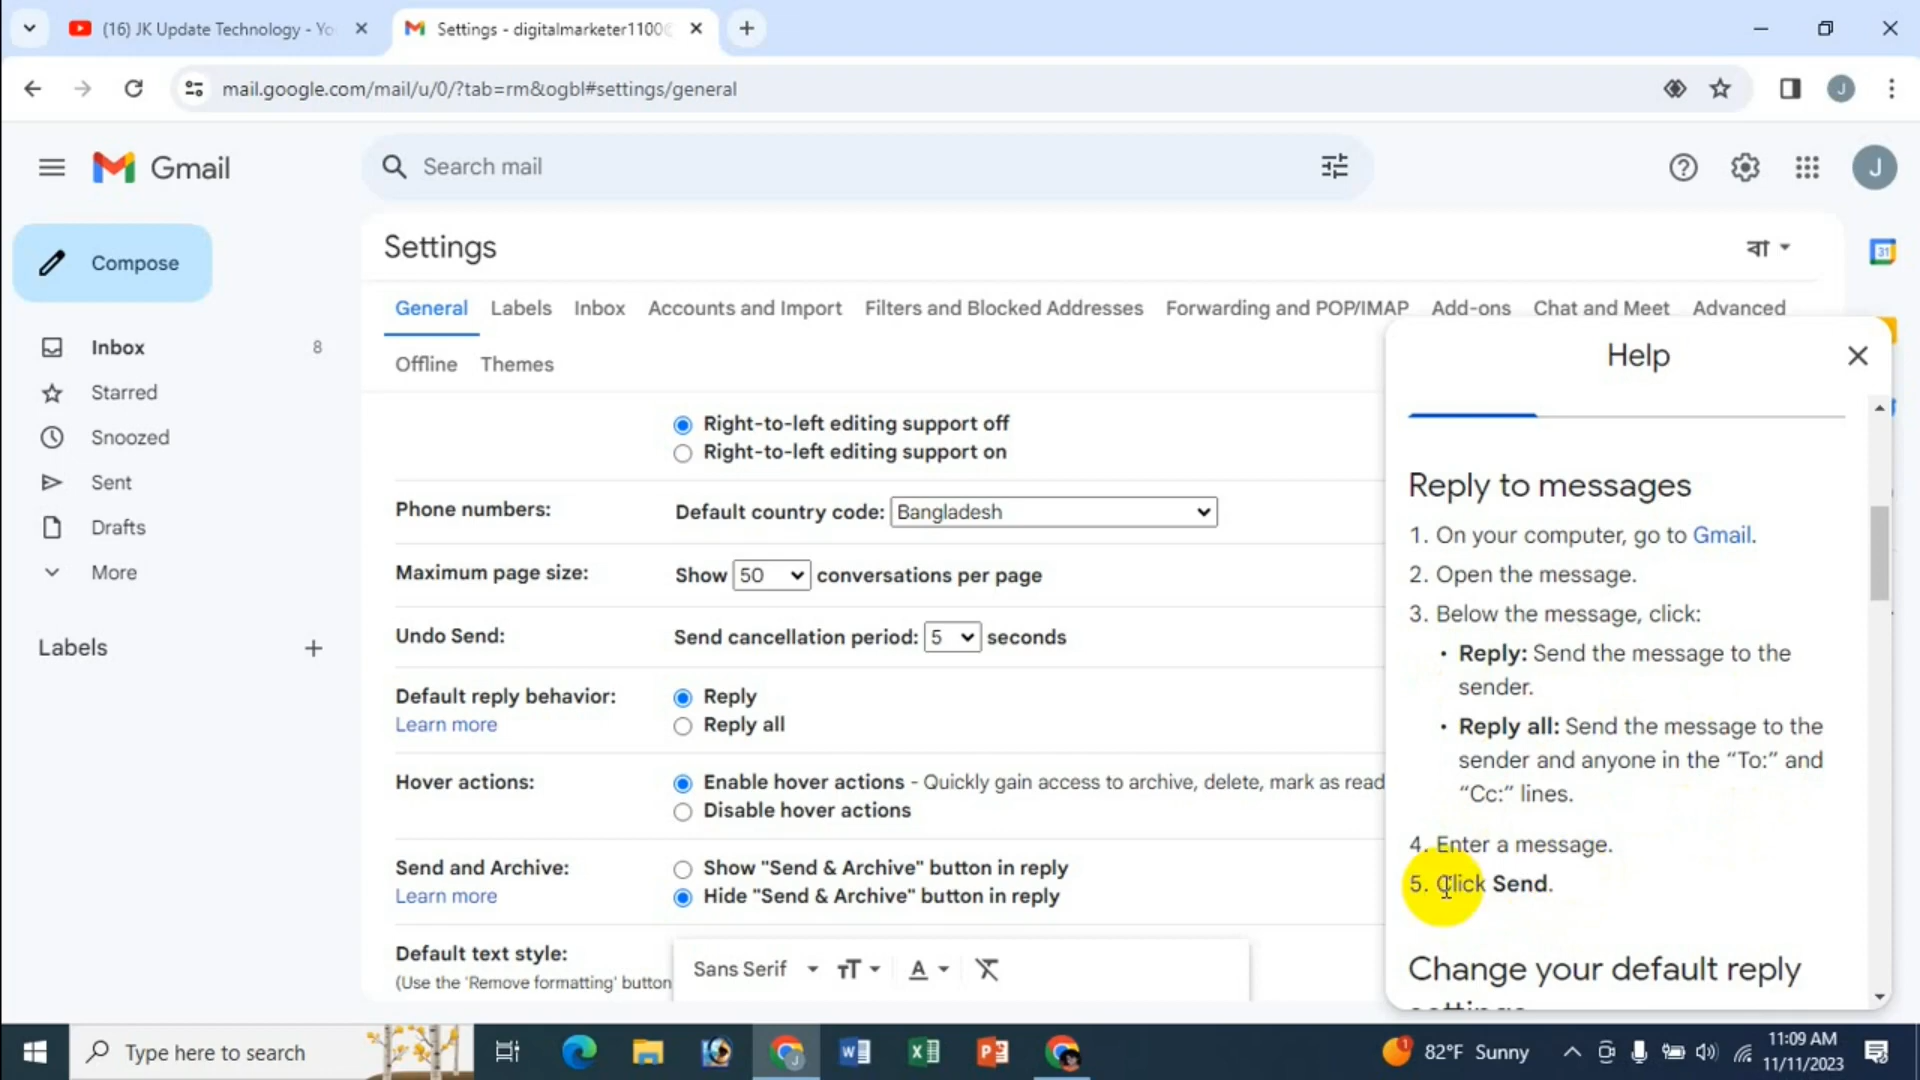 (16) JK Update Technology - Yo
Settings - digitalmarketer1100@
mail.google.com/mail/u/0/?tab=rm&ogbl#settings/general
J
Gmail
Search mail
J
Compose
Inbox 8
Starred
Snoozed
Sent
Drafts
More
Labels
Settings
বা
31
General Labels Inbox Accounts and Import Filters and Blocked Addresses Forwarding and POP/IMAP Add-ons Chat and Meet Advanced
Offline Themes
Right-to-left editing support off
Right-to-left editing support on
Phone numbers: Default country code: Bangladesh
Maximum page size: Show 50 conversations per page
Undo Send: Send cancellation period: 5 seconds
Default reply behavior: Reply
Learn more Reply all
Hover actions: Enable hover actions - Quickly gain access to archive, delete, mark as read
Disable hover actions
Send and Archive: Show "Send & Archive" button in reply
Learn more Hide "Send & Archive" button in reply
Default text style: Sans Serif
(Use the 'Remove formatting' button
Help
Reply to messages
1. On your computer, go to Gmail.
2. Open the message.
3. Below the message, click:
• Reply: Send the message to the
sender.
• Reply all: Send the message to the
sender and anyone in the “To:” and
“Cc:” lines.
4. Enter a message.
5. Click Send.
Change your default reply
settings
Type here to search
1
82°F Sunny
11:09 AM
11/11/2023